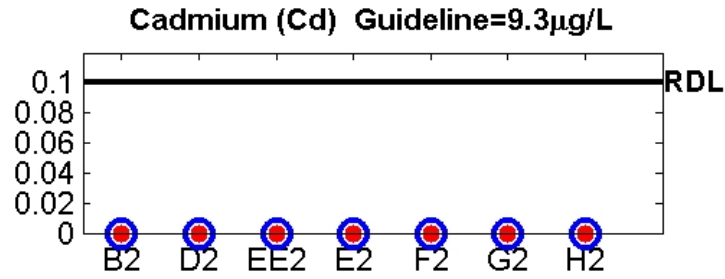 Cadmium (Cd)  Guideline=9.3µg/L
0.1
RDL
0.08
0.06
0.04
0.02
0
B2 D2 EE2 E2 F2 G2 H2